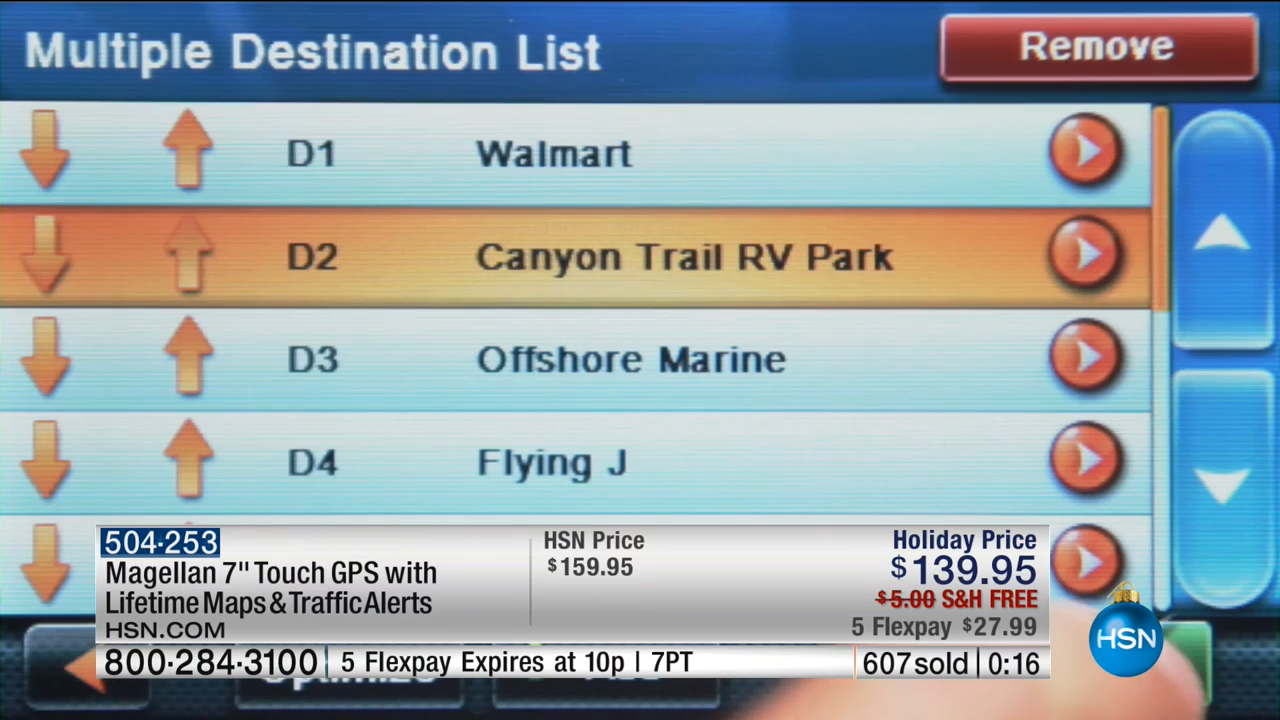 Multiple Destination List
Remove
D1 Walmart
D2 Canyon Trail RV Park
D3 Offshore Marine
D4 Flying J
504·253
Magellan 7" Touch GPS with
Lifetime Maps & Traffic Alerts
HSN.COM
HSN Price
$159.95
Holiday Price
$139.95
$5.00 S&H FREE
5 Flexpay $27.99
HSN
800·284·3100 5 Flexpay Expires at 10p | 7PT 607 sold 0:16